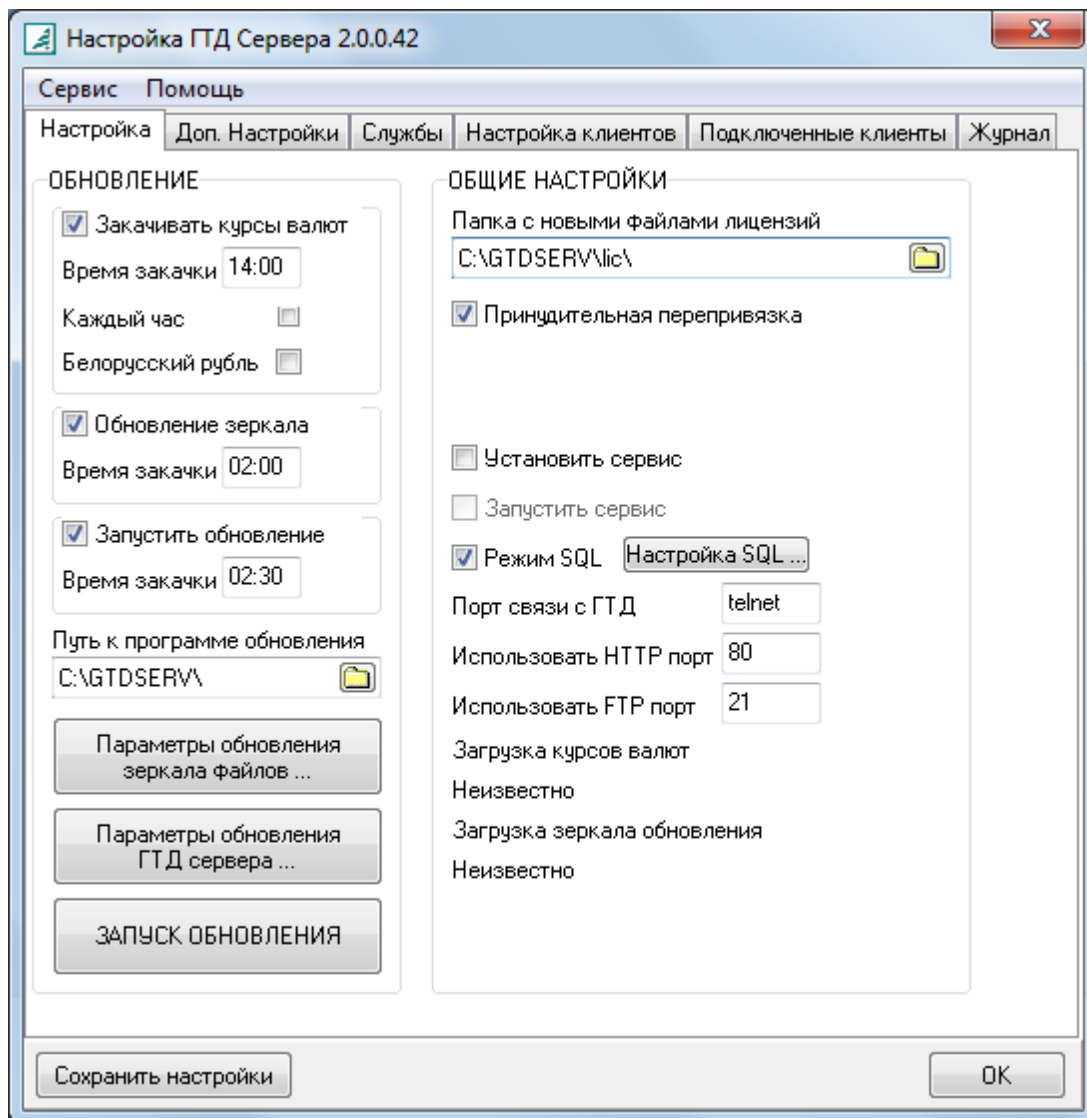 Настройка ГТД Сервера 2.0.0.42
Сервис Помощь
Настройка Доп. Настройки Службы Настройка клиентов Подключенные клиенты Журнал
ОБНОВЛЕНИЕ
Закачивать курсы валют
Время закачки 14:00
Каждый час
Белорусский рубль
Обновление зеркала
Время закачки 02:00
Запустить обновление
Время закачки 02:30
Путь к программе обновления
C:\GTDSERV\
Параметры обновления
зеркала файлов ...
Параметры обновления
ГТД сервера ...
ЗАПУСК ОБНОВЛЕНИЯ
ОБЩИЕ НАСТРОЙКИ
Папка с новыми файлами лицензий
C:\GTDSERV\lic\
Принудительная перепривязка
Установить сервис
Запустить сервис
Режим SQL Настройка SQL ...
Порт связи с ГТД telnet
Использовать HTTP порт 80
Использовать FTP порт 21
Загрузка курсов валют
Неизвестно
Загрузка зеркала обновления
Неизвестно
Сохранить настройки OK